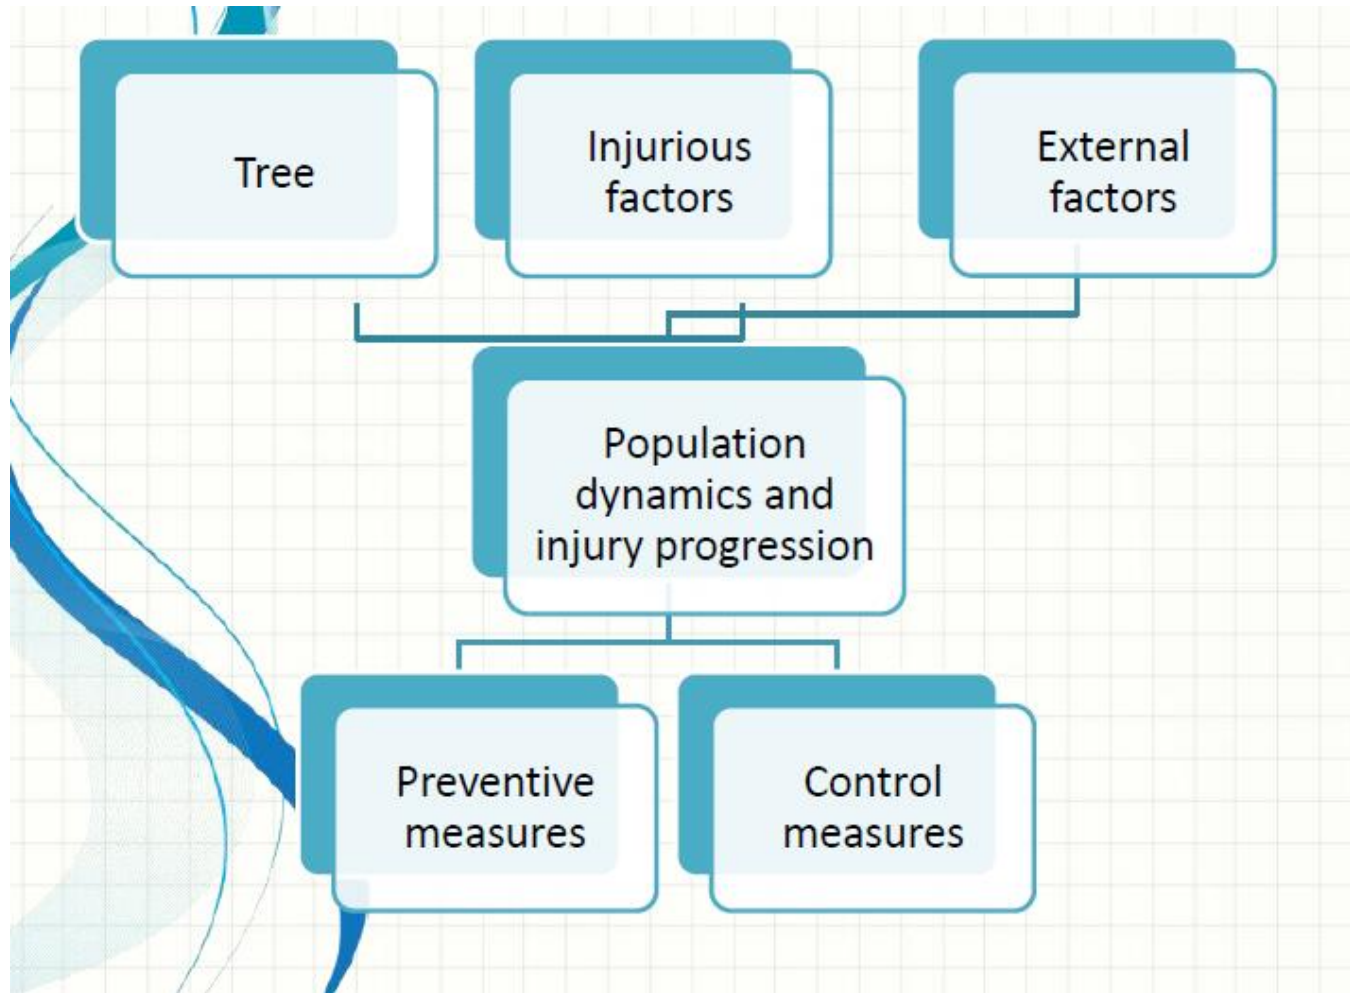 Tree
Injurious
factors
External
factors
Population
dynamics and
injury progression
Preventive
measures
Control
measures